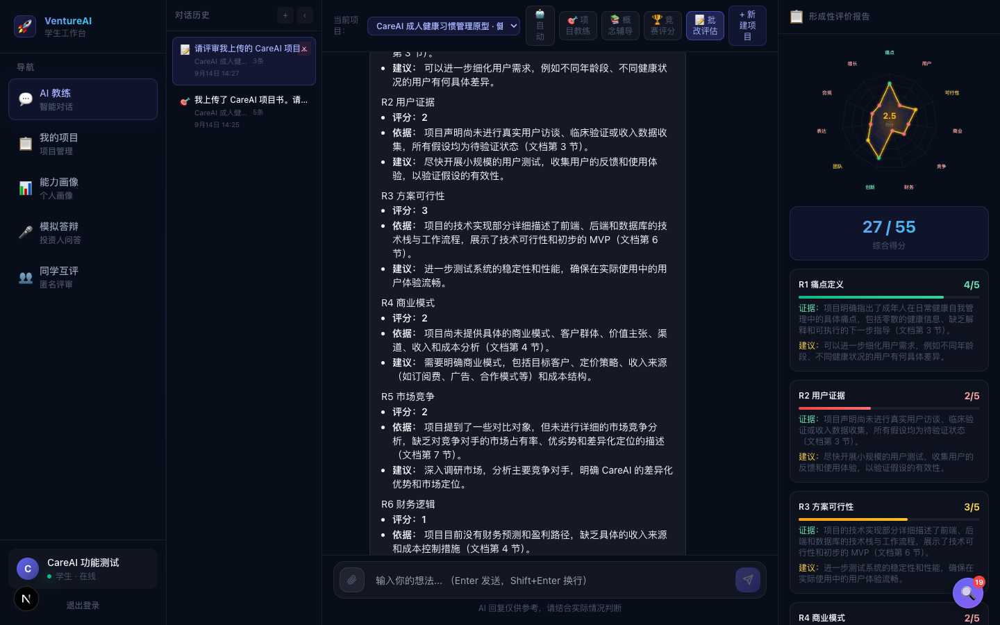 VentureAI
学生工作台
导航
AI 教练
智能对话
我的项目
项目管理
能力画像
个人画像
模拟答辩
投资人问答
同学互评
匿名评审
C
CareAI 功能测试
学生 · 在线
N
退出登录
对话历史
+
‹
请评审我上传的 CareAI 项目
×
CareAI 成人健… 3条
9月14日 14:27
我上传了 CareAI 项目书。请…
CareAI 成人健… 5条
9月14日 14:25
当前项
目：
CareAI 成人健康习惯管理原型 · 健
自
动
项
目教练
概
念辅导
竞
赛评分
批
改评估
+ 新
建项
目
第 3 节）。
建议： 可以进一步细化用户需求，例如不同年龄段、不同健康状
况的用户有何具体差异。
R2 用户证据
评分：2
依据： 项目声明尚未进行真实用户访谈、临床验证或收入数据收
集，所有假设均为待验证状态（文档第 3 节）。
建议： 尽快开展小规模的用户测试，收集用户的反馈和使用体
验，以验证假设的有效性。
R3 方案可行性
评分：3
依据： 项目的技术实现部分详细描述了前端、后端和数据库的技
术栈与工作流程，展示了技术可行性和初步的 MVP（文档第 6
节）。
建议： 进一步测试系统的稳定性和性能，确保在实际使用中的用
户体验流畅。
R4 商业模式
评分：2
依据： 项目尚未提供具体的商业模式、客户群体、价值主张、渠
道、收入和成本分析（文档第 4 节）。
建议： 需要明确商业模式，包括目标客户、定价策略、收入来源
（如订阅费、广告、合作模式等）和成本结构。
R5 市场竞争
评分：2
依据： 项目提到了一些对比对象，但未进行详细的市场竞争分
析，缺乏对竞争对手的市场占有率、优劣势和差异化定位的描述
（文档第 7 节）。
建议： 深入调研市场，分析主要竞争对手，明确 CareAI 的差异化
优势和市场定位。
R6 财务逻辑
评分：1
依据： 项目目前没有财务预测和盈利路径，缺乏具体的收入来源
和成本控制措施（文档第 4 节）。
输入你的想法... （Enter 发送，Shift+Enter 换行）
AI 回复仅供参考，请结合实际情况判断
形成性评价报告
痛点
增长
用户
合规
可行性
2.5
表达
商业
团队
竞争
创新
财务
27 / 55
综合得分
R1 痛点定义 4/5
证据：项目明确指出了成年人在日常健康自我管
理中的具体痛点，包括零散的健康信息、缺乏解
释和可执行的下一步指导（文档第 3 节）。
建议：可以进一步细化用户需求，例如不同年龄
段、不同健康状况的用户有何具体差异。
R2 用户证据 2/5
证据：项目声明尚未进行真实用户访谈、临床验
证或收入数据收集，所有假设均为待验证状态
（文档第 3 节）。
建议：尽快开展小规模的用户测试，收集用户的
反馈和使用体验，以验证假设的有效性。
R3 方案可行性 3/5
证据：项目的技术实现部分详细描述了前端、后
端和数据库的技术栈与工作流程，展示了技术可
行性和初步的 MVP（文档第 6 节）。
建议：进一步测试系统的稳定性和性能，确保在
实际使用中的用户体验流畅。
19
R4 商业模式 2/5